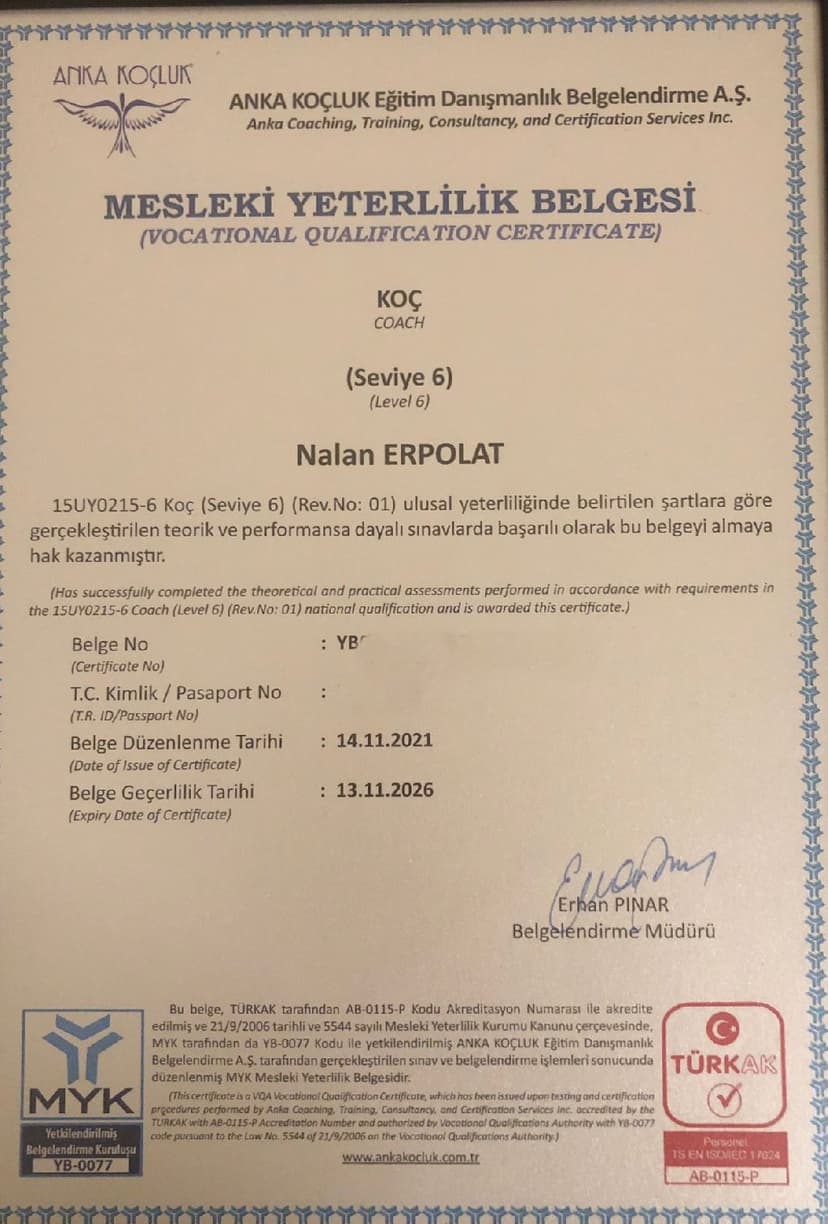 ANKA KOÇLUK
ANKA KOÇLUK Eğitim Danışmanlık Belgelendirme A.Ş.
Anka Coaching, Training, Consultancy, and Certification Services Inc.
MESLEKİ YETERLİLİK BELGESİ
(VOCATIONAL QUALIFICATION CERTIFICATE)
KOÇ
COACH
(Seviye 6)
(Level 6)
Nalan ERPOLAT
15UY0215-6 Koç (Seviye 6) (Rev.No: 01) ulusal yeterliliğinde belirtilen şartlara göre
gerçekleştirilen teorik ve performansa dayalı sınavlarda başarılı olarak bu belgeyi almaya
hak kazanmıştır.
(Has successfully completed the theoretical and practical assessments performed in accordance with requirements in
the 15UY0215-6 Coach (Level 6) (Rev.No: 01) national qualification and is awarded this certificate.)
Belge No : YB
(Certificate No)
T.C. Kimlik / Pasaport No :
(T.R. ID/Passport No)
Belge Düzenlenme Tarihi : 14.11.2021
(Date of Issue of Certificate)
Belge Geçerlilik Tarihi : 13.11.2026
(Expiry Date of Certificate)
Erhan PINAR
Belgelendirme Müdürü
Bu belge, TÜRKAK tarafından AB-0115-P Kodu Akreditasyon Numarası ile akredite
edilmiş ve 21/9/2006 tarihli ve 5544 sayılı Mesleki Yeterlilik Kurumu Kanunu çerçevesinde,
MYK tarafından da YB-0077 Kodu ile yetkilendirilmiş ANKA KOÇLUK Eğitim Danışmanlık
Belgelendirme A.Ş. tarafından gerçekleştirilen sınav ve belgelendirme işlemleri sonucunda
düzenlenmiş MYK Mesleki Yeterlilik Belgesidir.
(This certificate is a VQA Vocational Qualification Certificate, which has been issued upon testing and certification
procedures performed by Anka Coaching, Training, Consultancy, and Certification Services Inc. accredited by the
TURKAK with AB-0115-P Accreditation Number and authorized by Vocational Qualifications Authority with YB-0077
code pursuant to the Law No. 5544 of 21/9/2006 on the Vocational Qualifications Authority.)
www.ankakocluk.com.tr
MYK
Yetkilendirilmiş
Belgelendirme Kuruluşu
YB-0077
TÜRKAK
Personel
TS EN ISO/IEC 17024
AB-0115-P